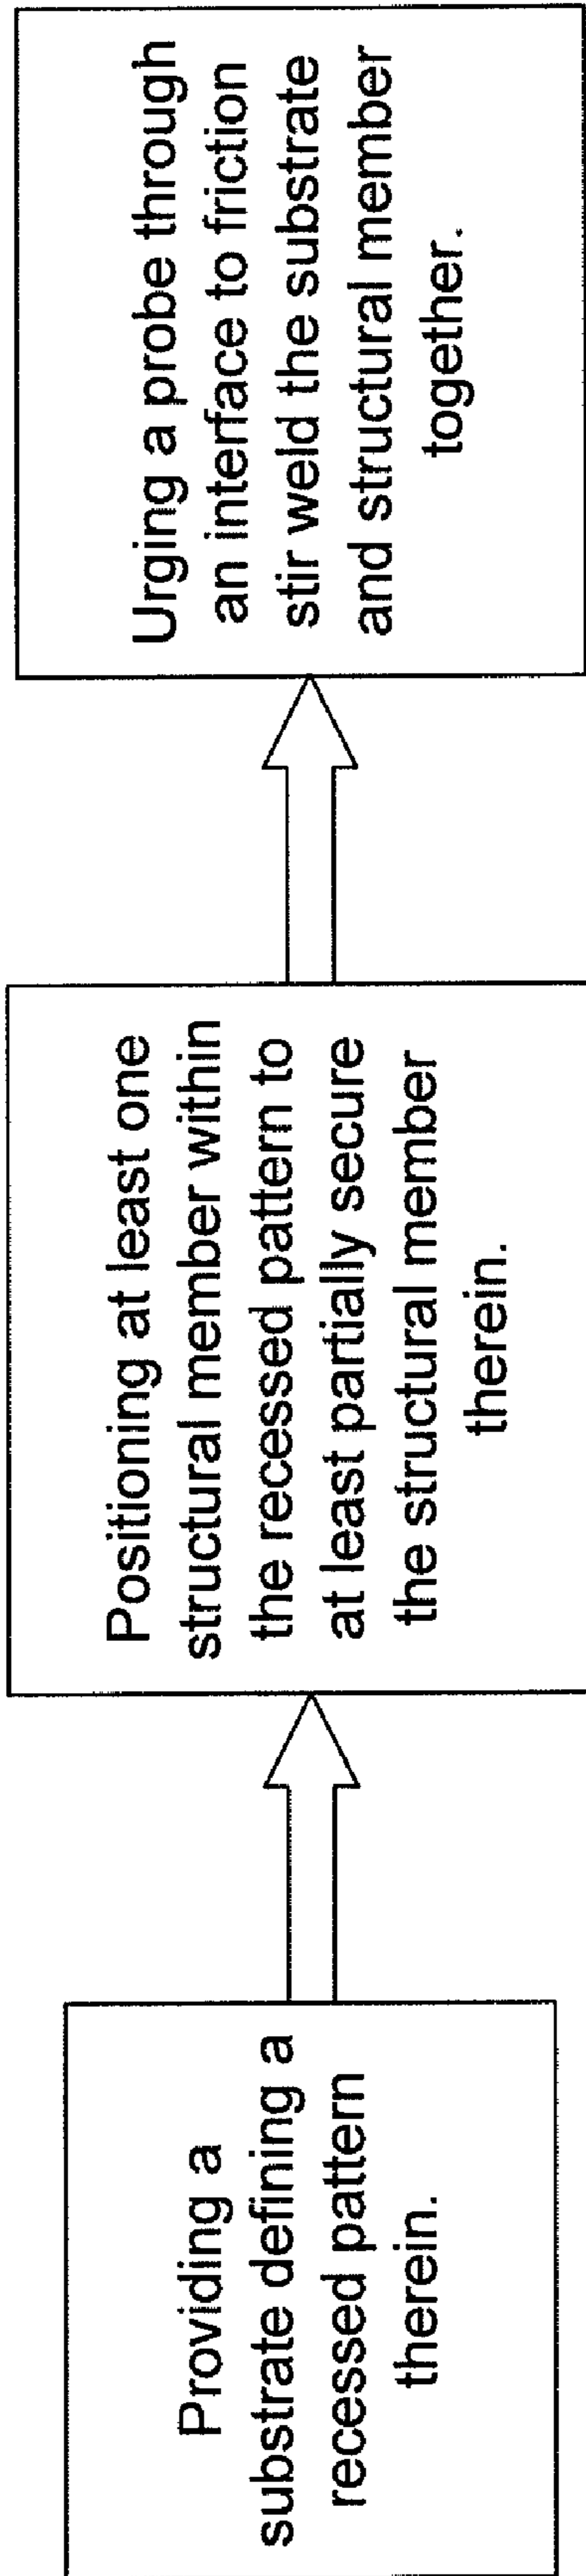 Providing a
substrate defining a
recessed pattern
therein.
Positioning at least one
structural member within
the recessed pattern to
at least partially secure
the structural member
therein.
Urging a probe through
an interface to friction
stir weld the substrate
and structural member
together.